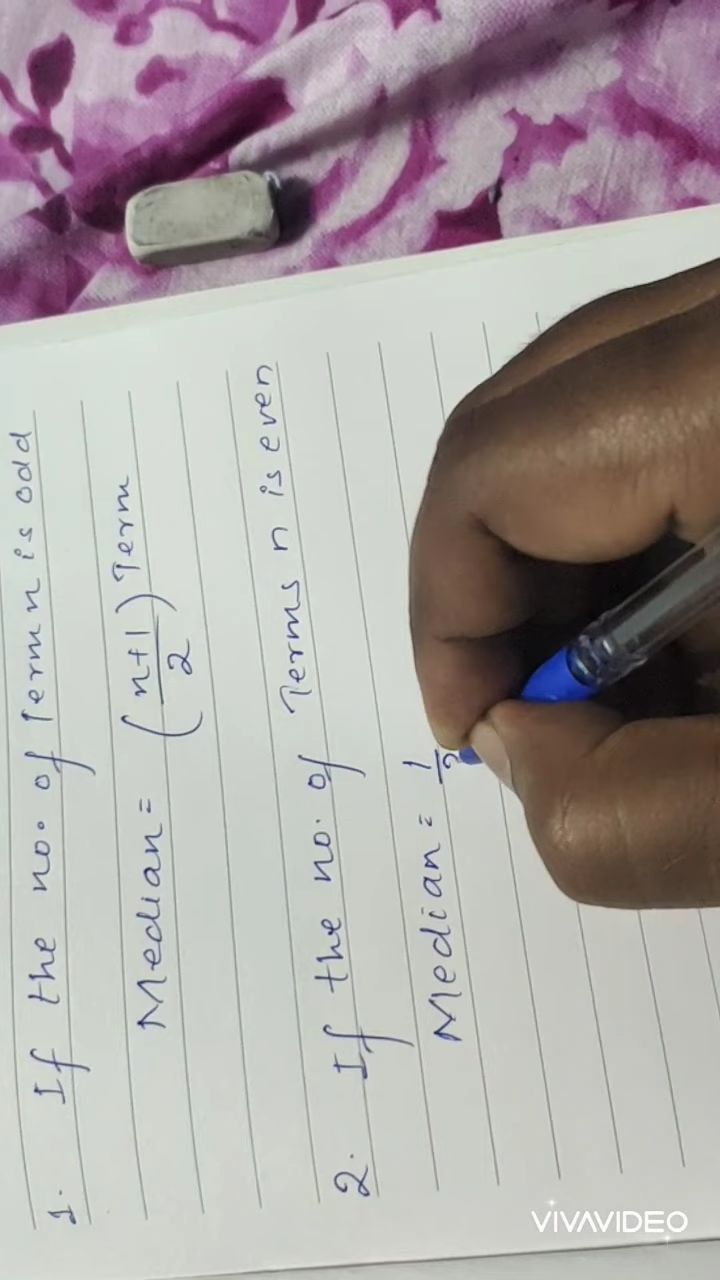 1. If the no. of Term n is odd
Median = (n+1/2) Term
2. If the no. of Terms n is even
Median = 1/2
VIVAVIDEO